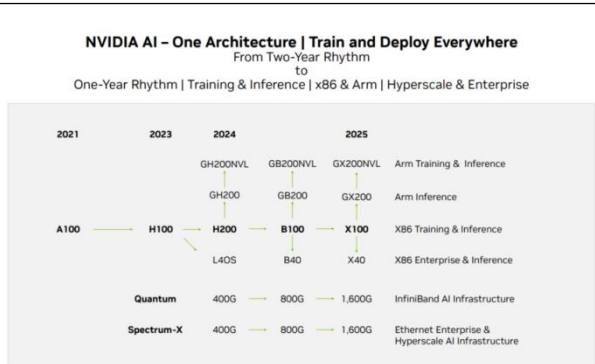 NVIDIA AI – One Architecture | Train and Deploy Everywhere
From Two-Year Rhythm
to
One-Year Rhythm | Training & Inference | x86 & Arm | Hyperscale & Enterprise
2021 2023 2024 2025
GH200NVL GB200NVL GX200NVL Arm Training & Inference
GH200 GB200 GX200 Arm Inference
A100 H100 H200 B100 X100 X86 Training & Inference
L40S B40 X40 X86 Enterprise & Inference
Quantum 400G 800G 1,600G InfiniBand AI Infrastructure
Spectrum-X 400G 800G 1,600G Ethernet Enterprise &
Hyperscale AI Infrastructure